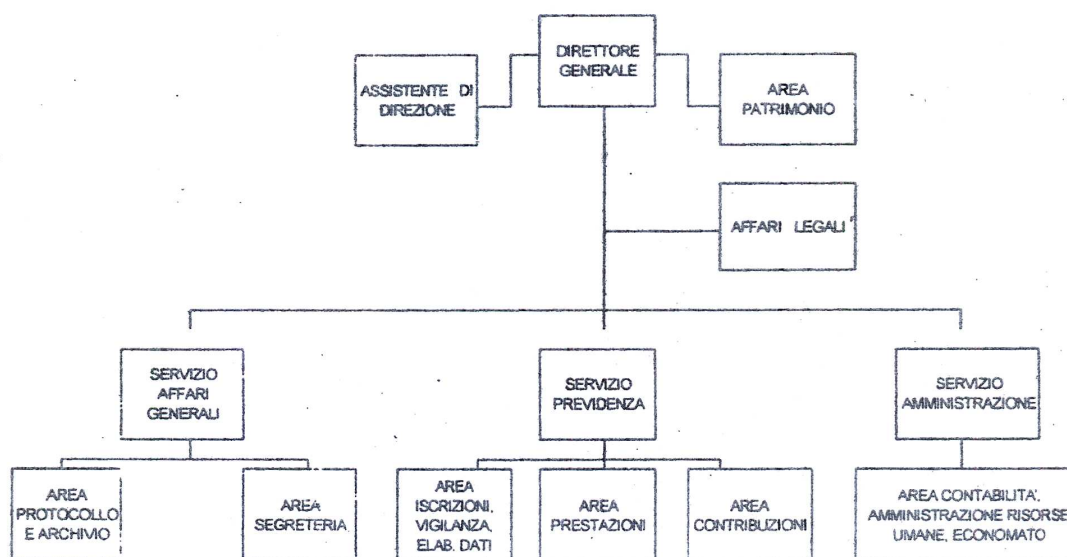 DIRETTORE
GENERALE
ASSISTENTE DI
DIREZIONE
AREA
PATRIMONIO
AFFARI LEGALI
SERVIZIO
AFFARI
GENERALI
SERVIZIO
PREVIDENZA
SERVIZIO
AMMINISTRAZIONE
AREA
PROTOCOLLO
E ARCHIVIO
AREA
SEGRETERIA
AREA
ISCRIZIONI,
VIGILANZA,
ELAB. DATI
AREA
PRESTAZIONI
AREA
CONTRIBUZIONI
AREA CONTABILITA',
AMMINISTRAZIONE RISORSE
UMANE, ECONOMATO